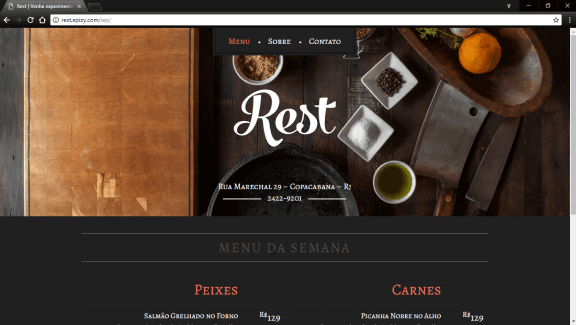 Rest | Venha experiment
rest.epizy.com/wp/
Menu • Sobre • Contato
Rest
Rua Marechal 29 – Copacabana – Rj
2422-9201
MENU DA SEMANA
Peixes
Carnes
Salmão Grelhado no Forno R$129
Picanha Nobre no Alho R$129